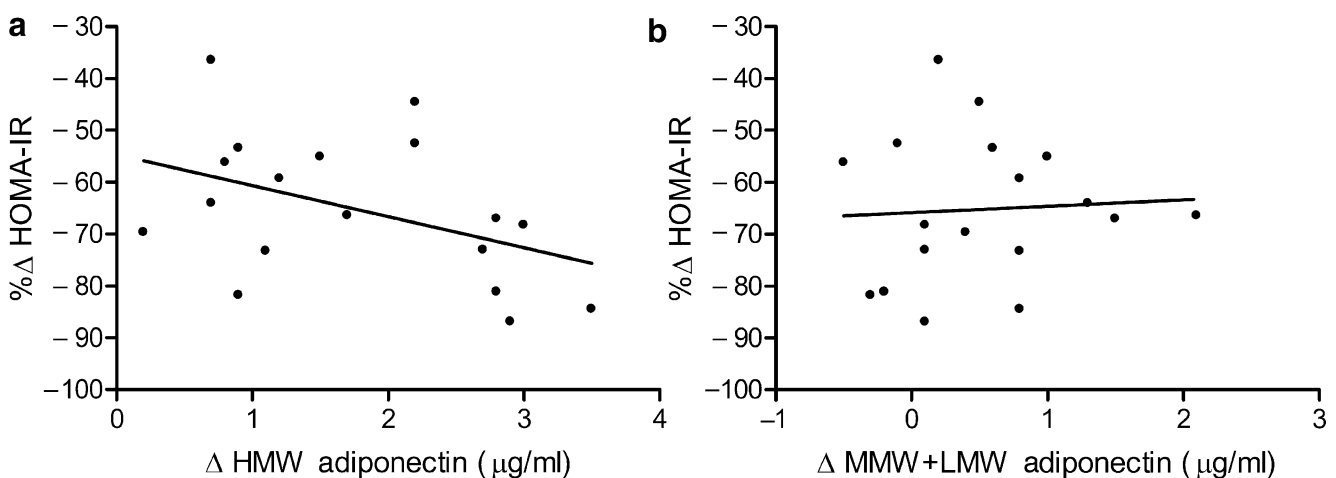 a
− 30
− 40
− 50
− 60
− 70
− 80
− 90
−100
%Δ HOMA-IR
0 1 2 3 4
Δ HMW adiponectin ( μg/ml)
b
− 30
− 40
− 50
− 60
− 70
− 80
− 90
−100
%Δ HOMA-IR
−1 0 1 2 3
Δ MMW+LMW adiponectin ( μg/ml)